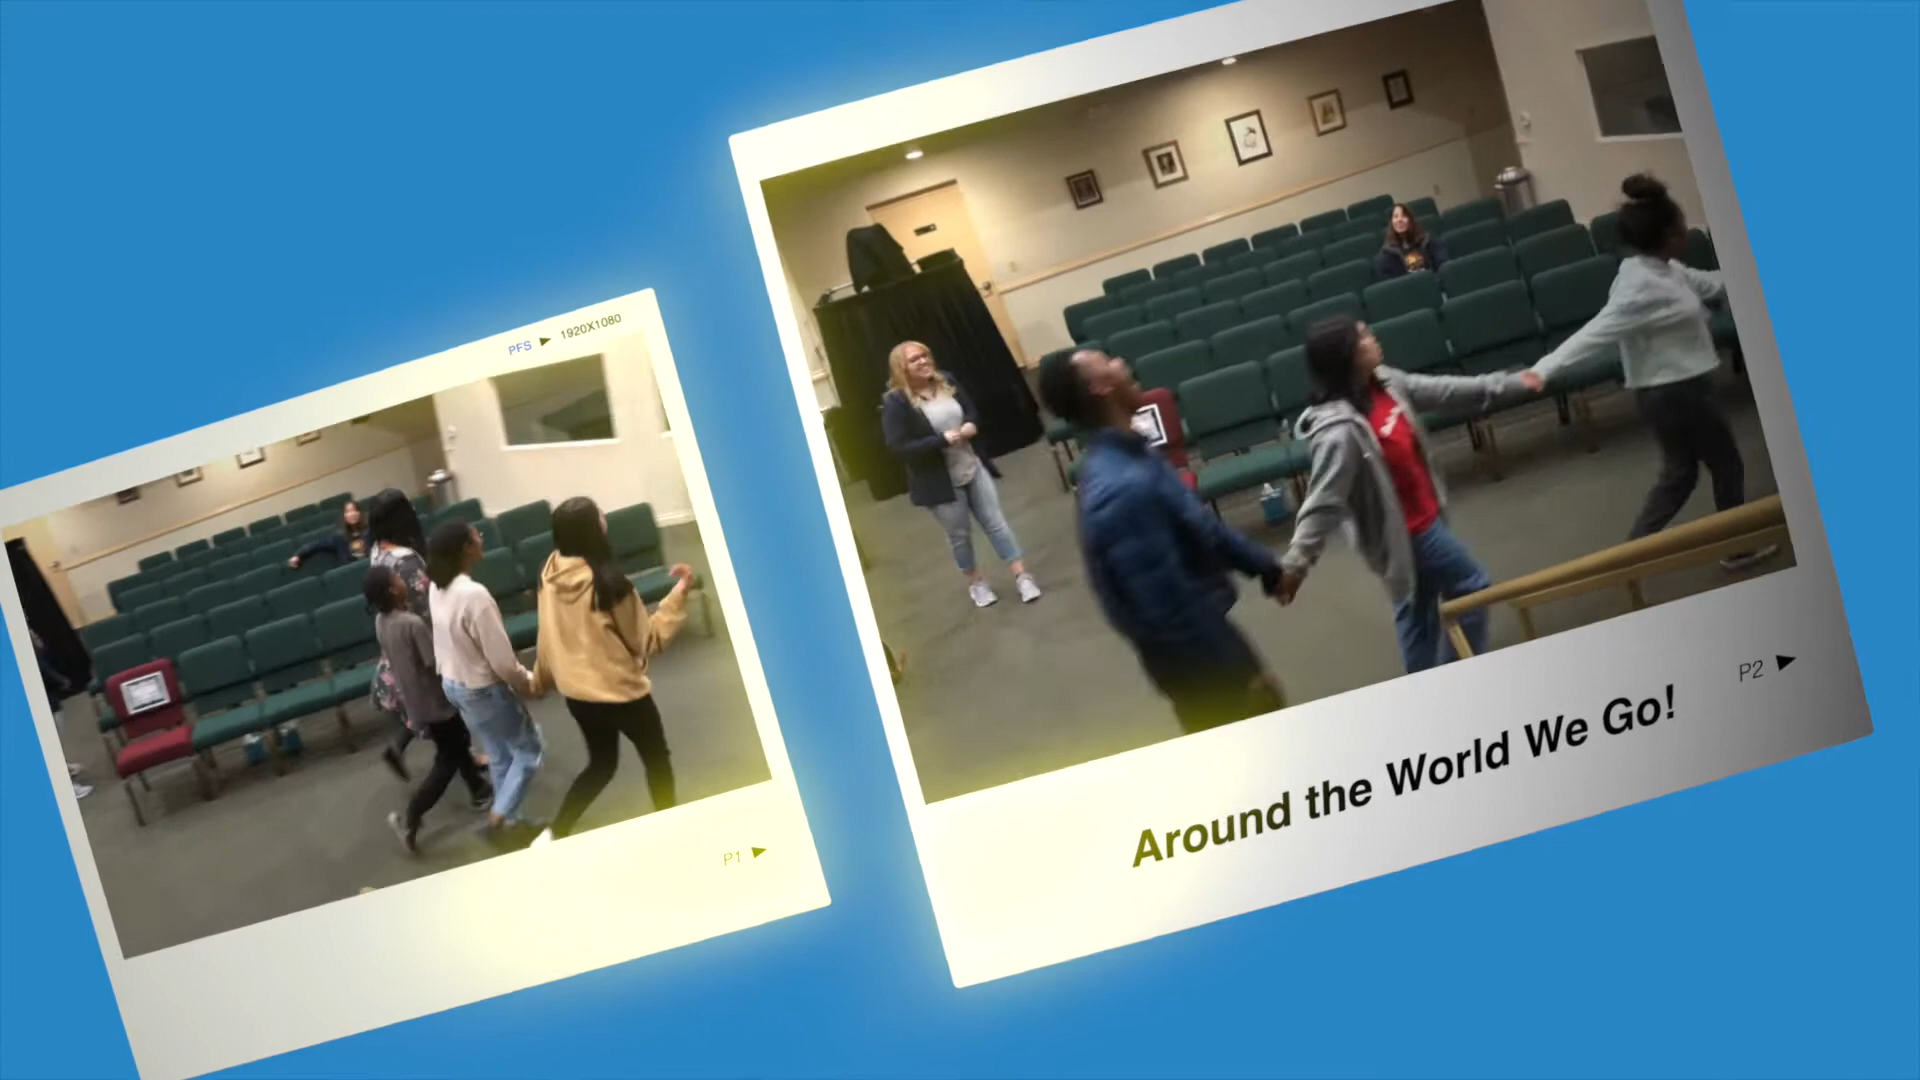 PFS ▶ 1920X1080
P1 ▶
Around the World We Go!
P2 ▶